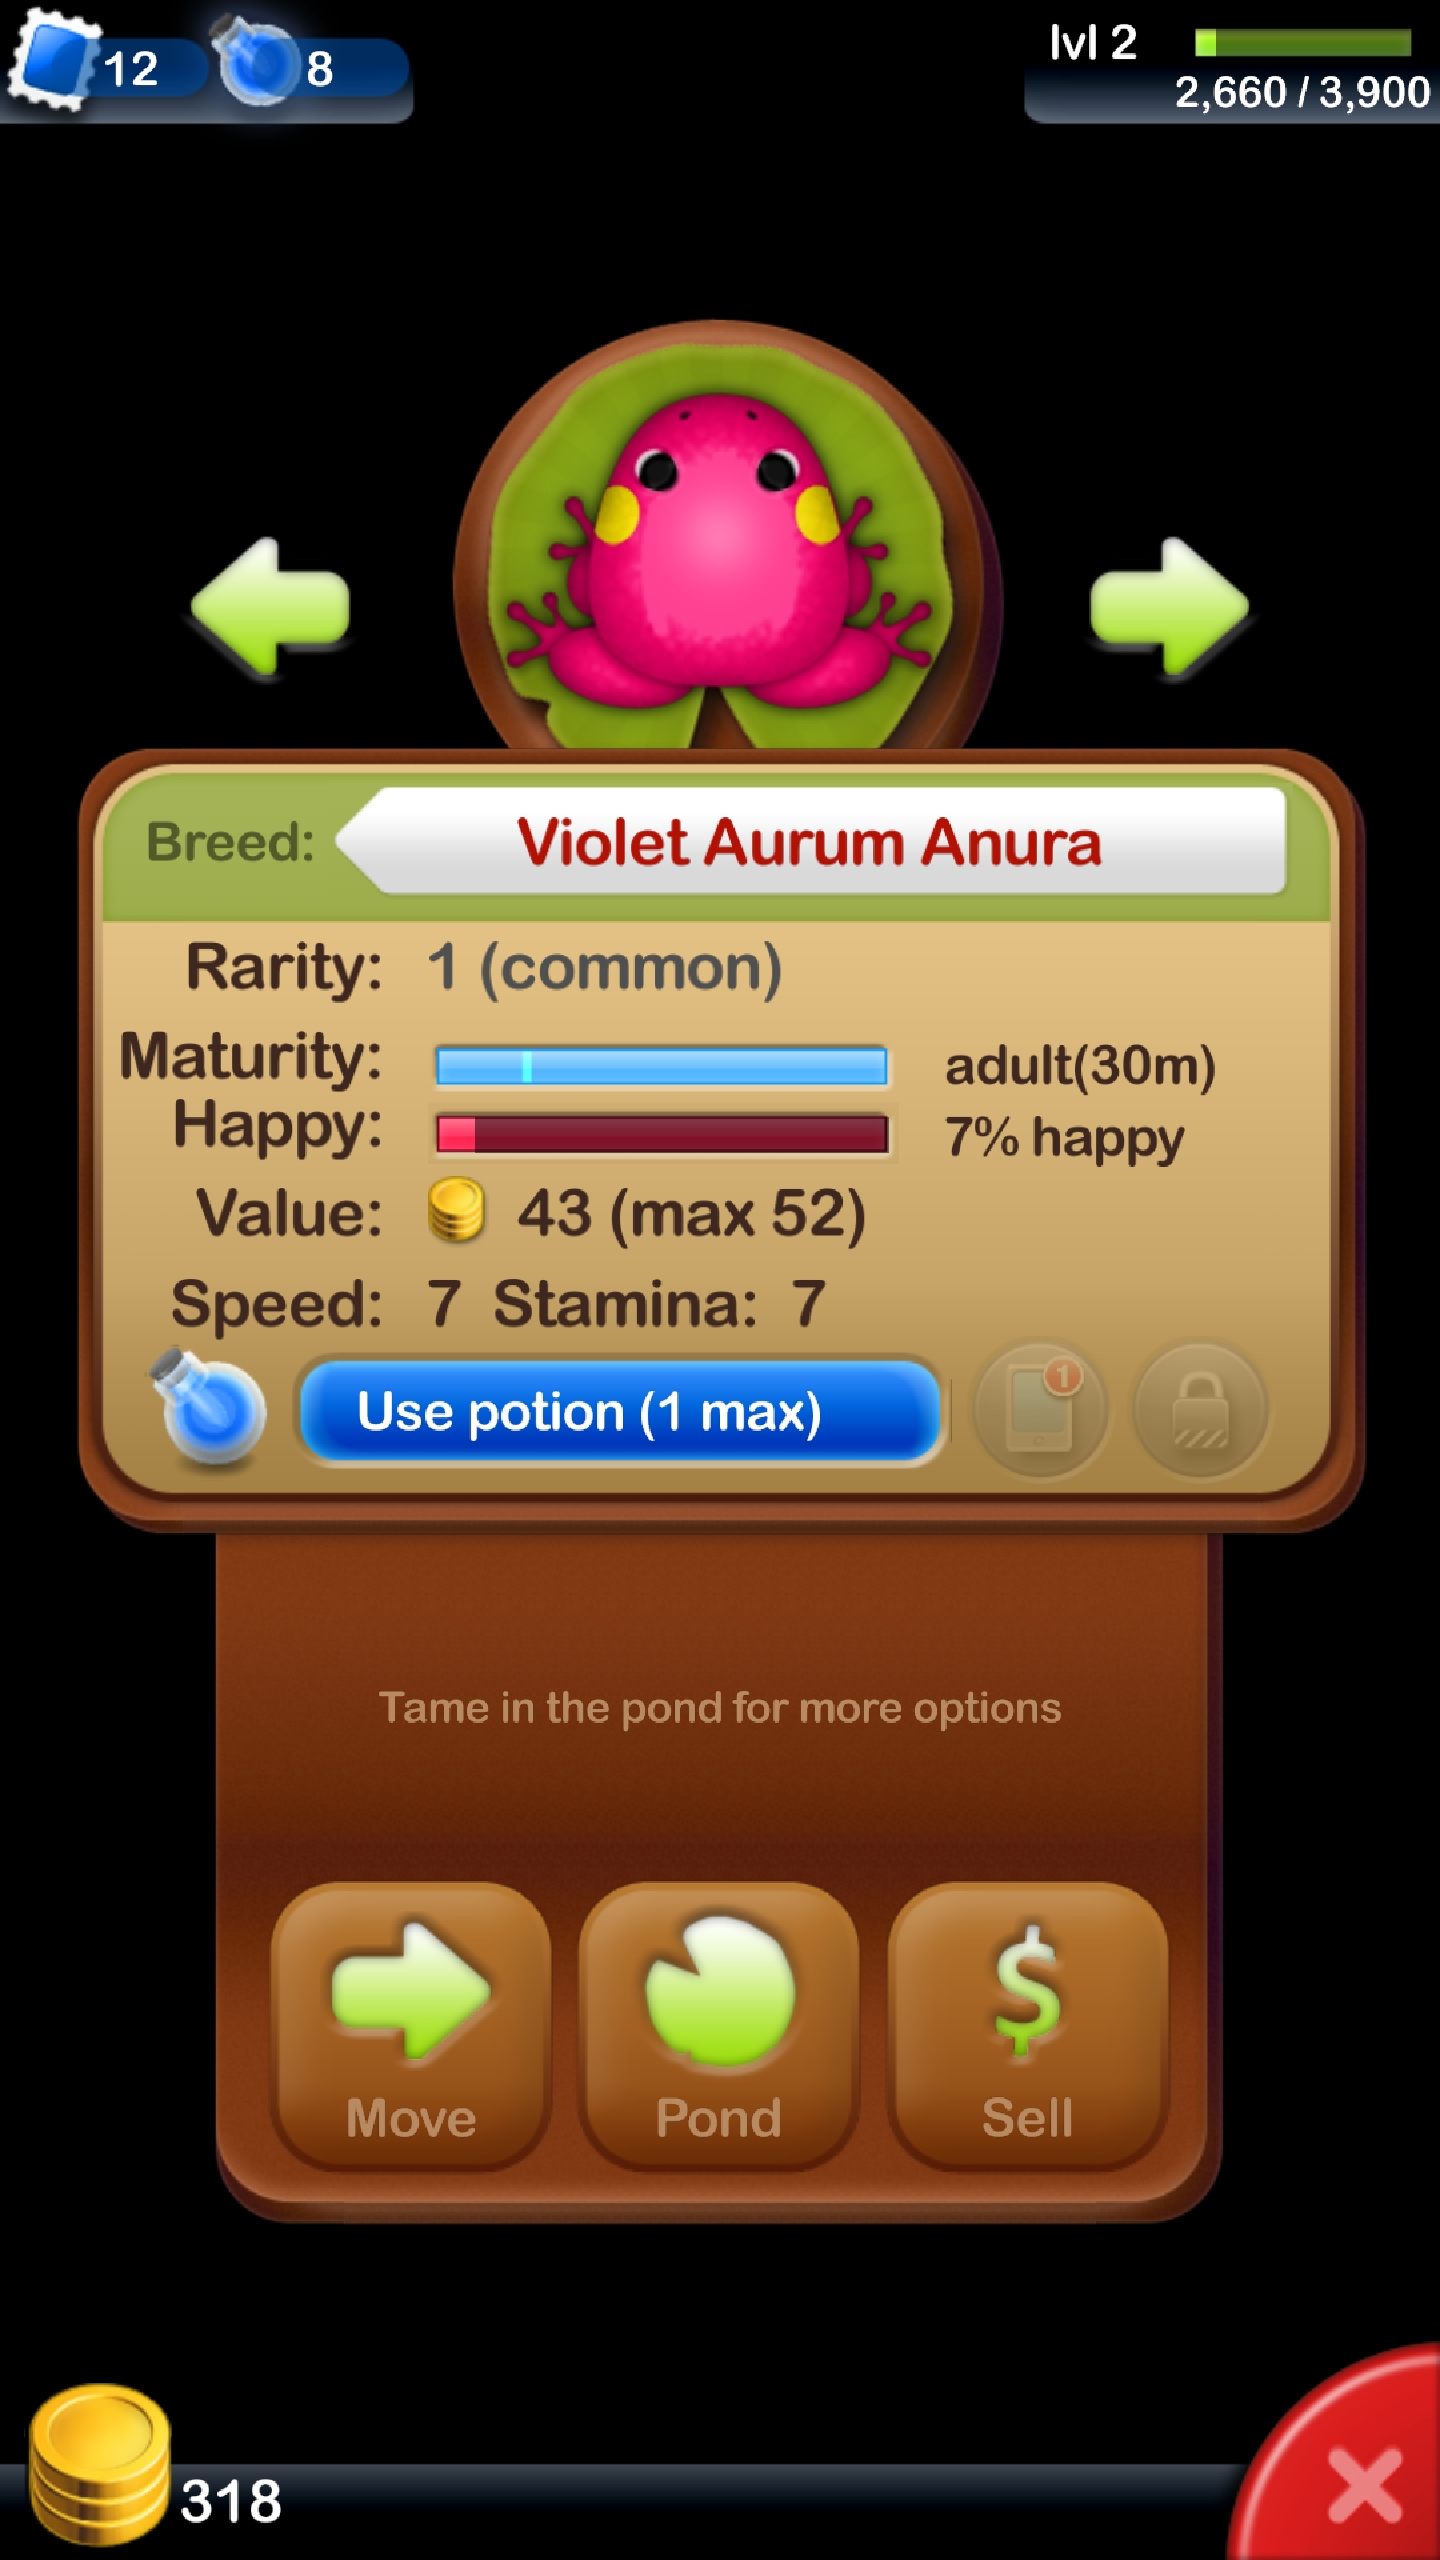 12
8
lvl 2
2,660 / 3,900
Breed: Violet Aurum Anura
Rarity: 1 (common)
Maturity: adult(30m)
Happy: 7% happy
Value: 43 (max 52)
Speed: 7 Stamina: 7
Use potion (1 max)
1
Tame in the pond for more options
$
Move
Pond
Sell
318